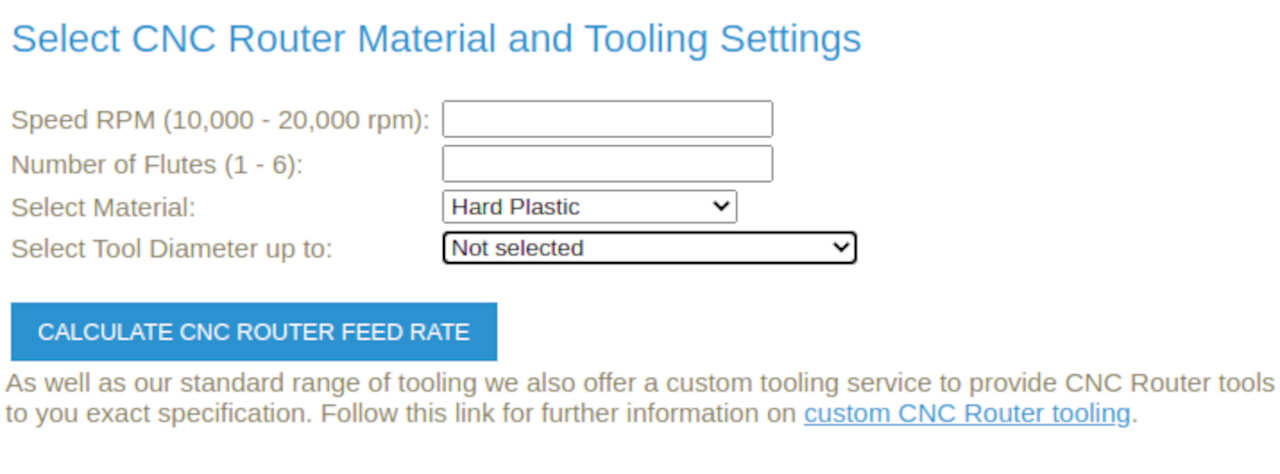 Select CNC Router Material and Tooling Settings
Speed RPM (10,000 - 20,000 rpm):
Number of Flutes (1 - 6):
Select Material: Hard Plastic
Select Tool Diameter up to: Not selected
CALCULATE CNC ROUTER FEED RATE
As well as our standard range of tooling we also offer a custom tooling service to provide CNC Router tools
to you exact specification. Follow this link for further information on custom CNC Router tooling.